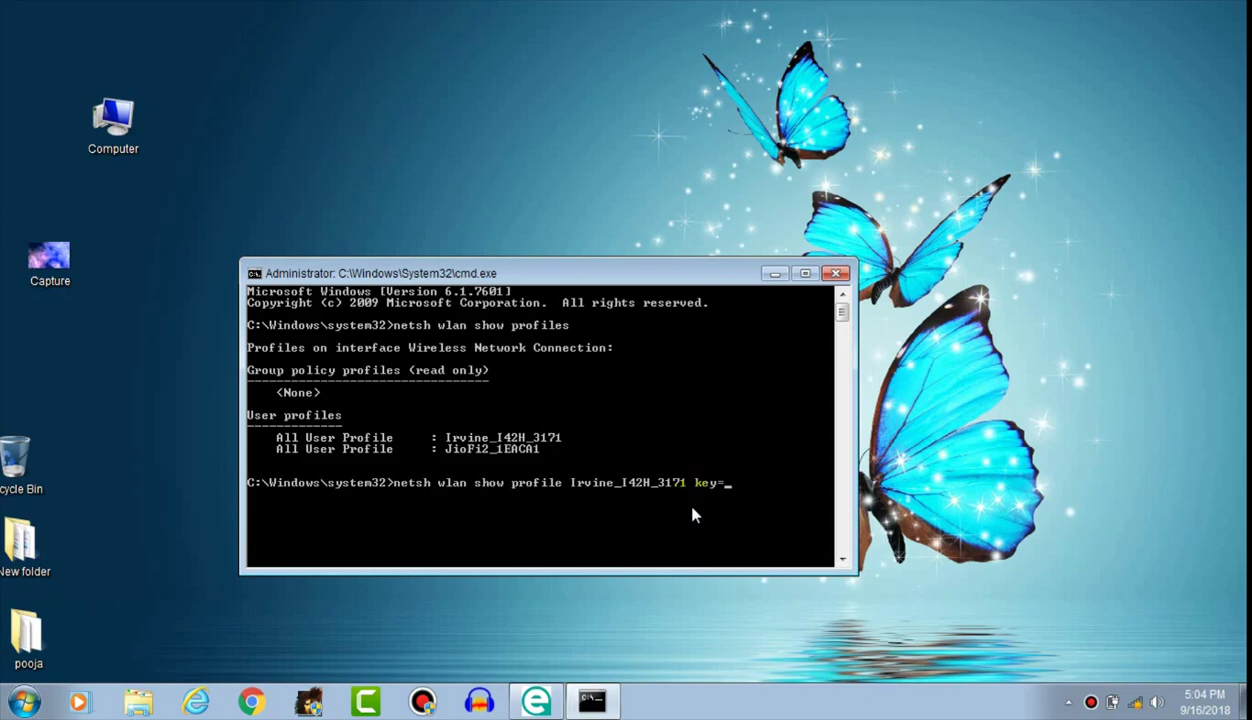 Computer
Capture
cycle Bin
New folder
pooja
Administrator: C:\Windows\System32\cmd.exe
Microsoft Windows [Version 6.1.7601]
Copyright (c) 2009 Microsoft Corporation.  All rights reserved.
C:\Windows\system32>netsh wlan show profiles
Profiles on interface Wireless Network Connection:
Group policy profiles (read only)
---------------------------------
<None>
User profiles
-------------
All User Profile     : Irvine_I42H_3171
All User Profile     : JioFi2_1EACA1
C:\Windows\system32>netsh wlan show profile Irvine_I42H_3171 key=_
5:04 PM
9/16/2018